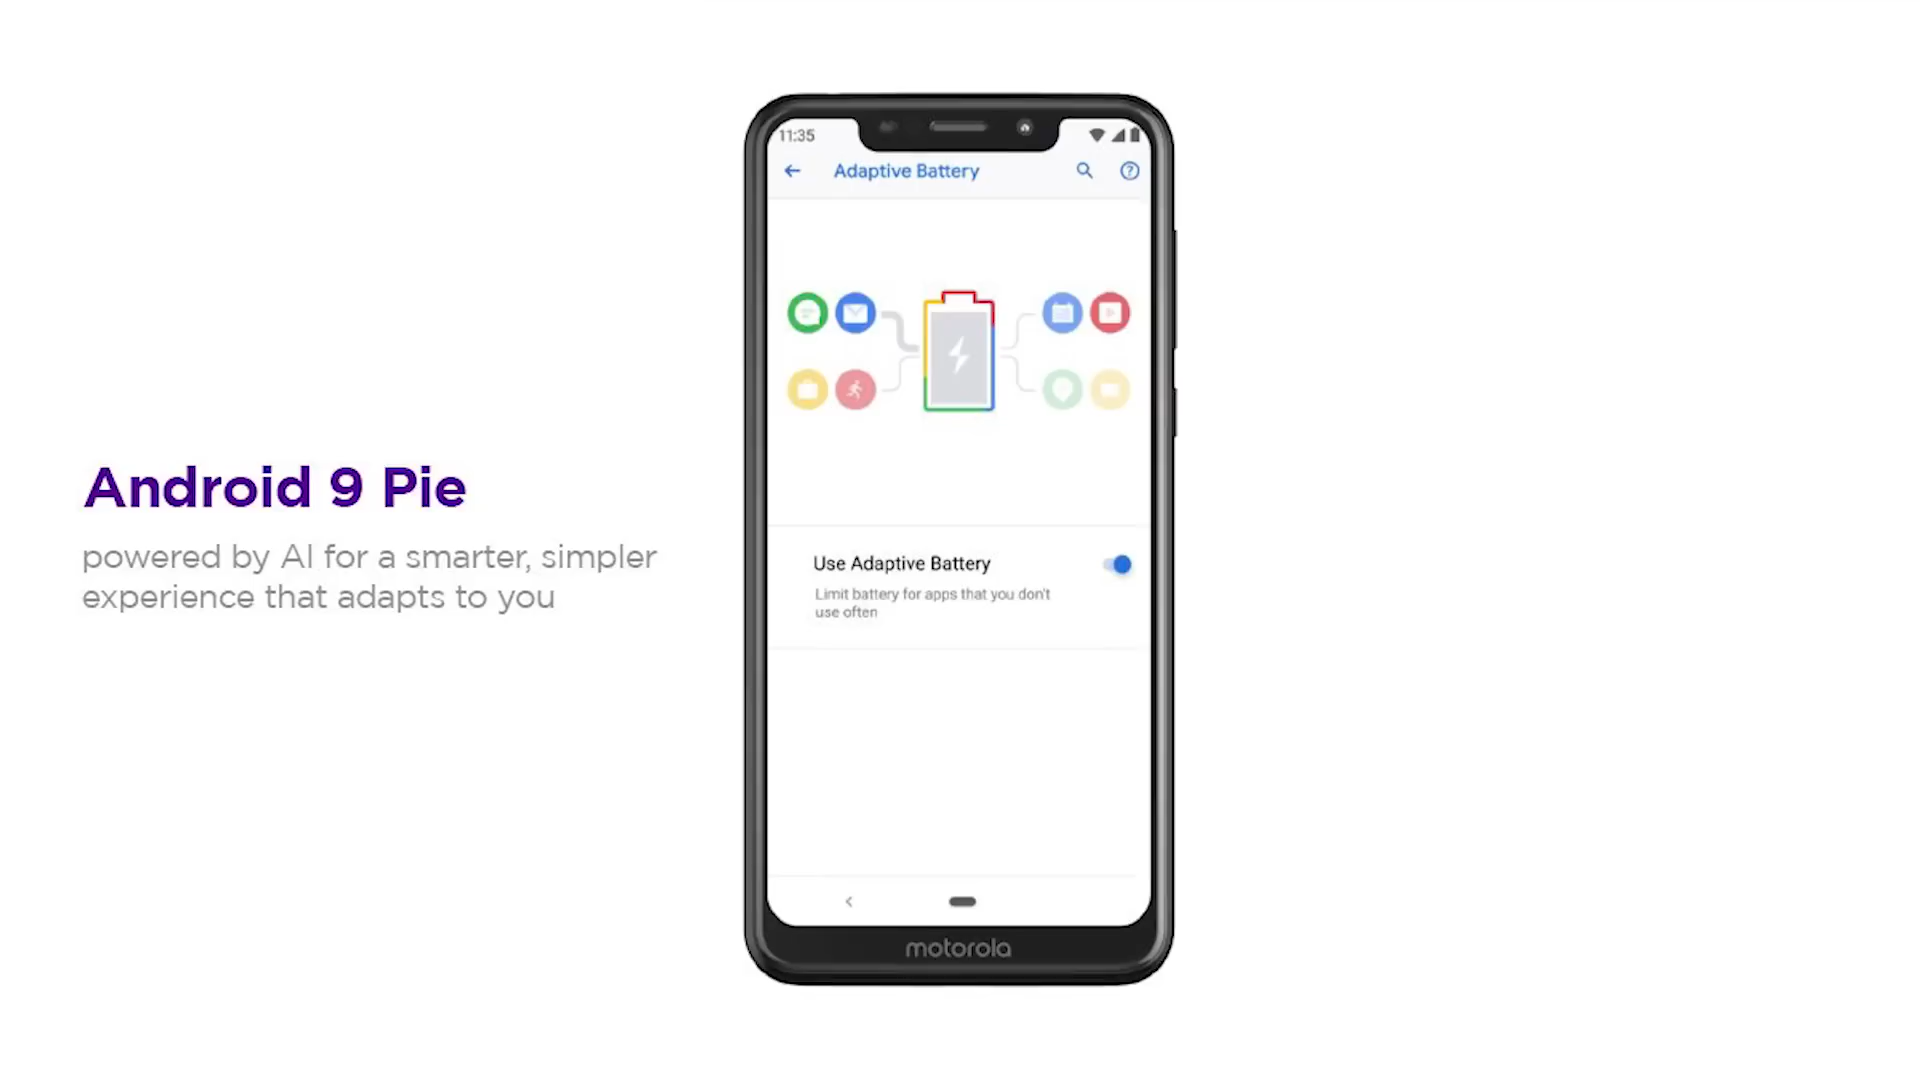 Android 9 Pie
powered by AI for a smarter, simpler
experience that adapts to you
11:35
Adaptive Battery
Use Adaptive Battery
Limit battery for apps that you don't
use often
motorola